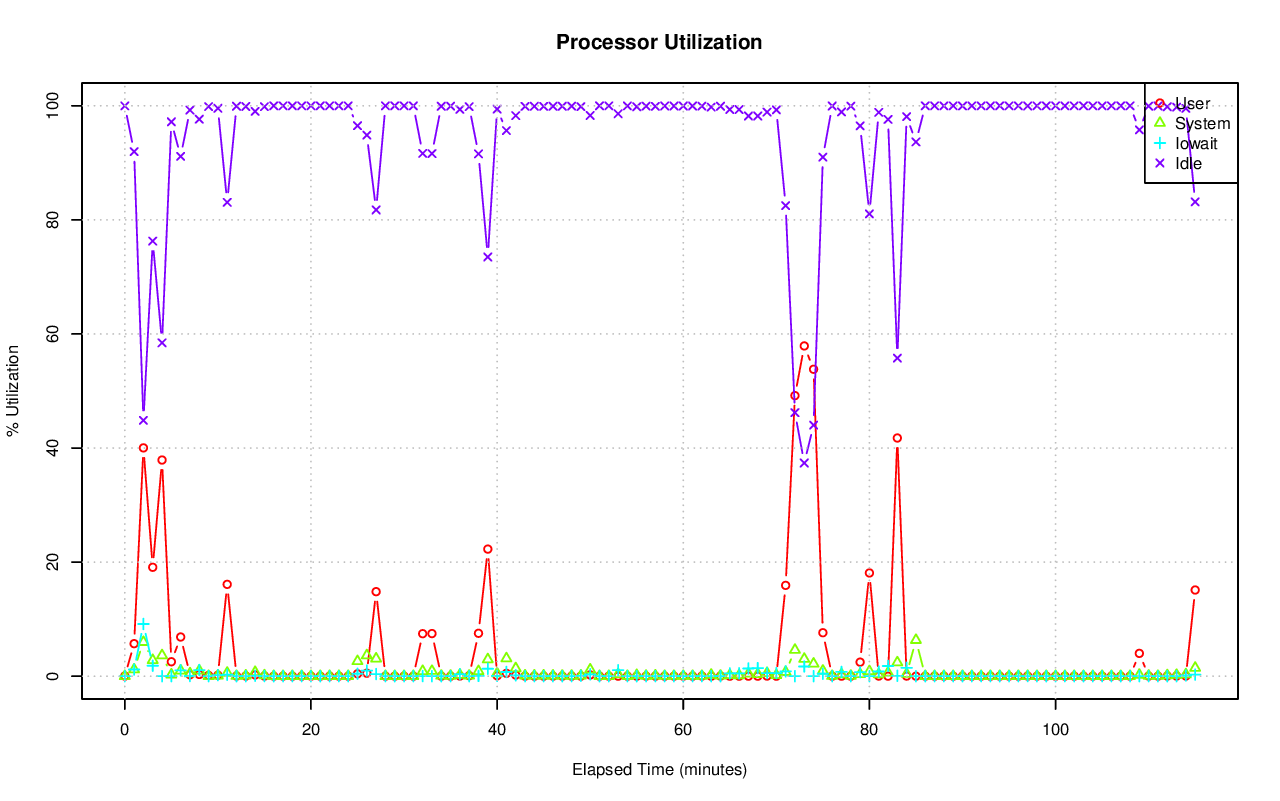 Processor Utilization
% Utilization
100
80
60
40
20
0
User
System
Iowait
Idle
0 20 40 60 80 100
Elapsed Time (minutes)